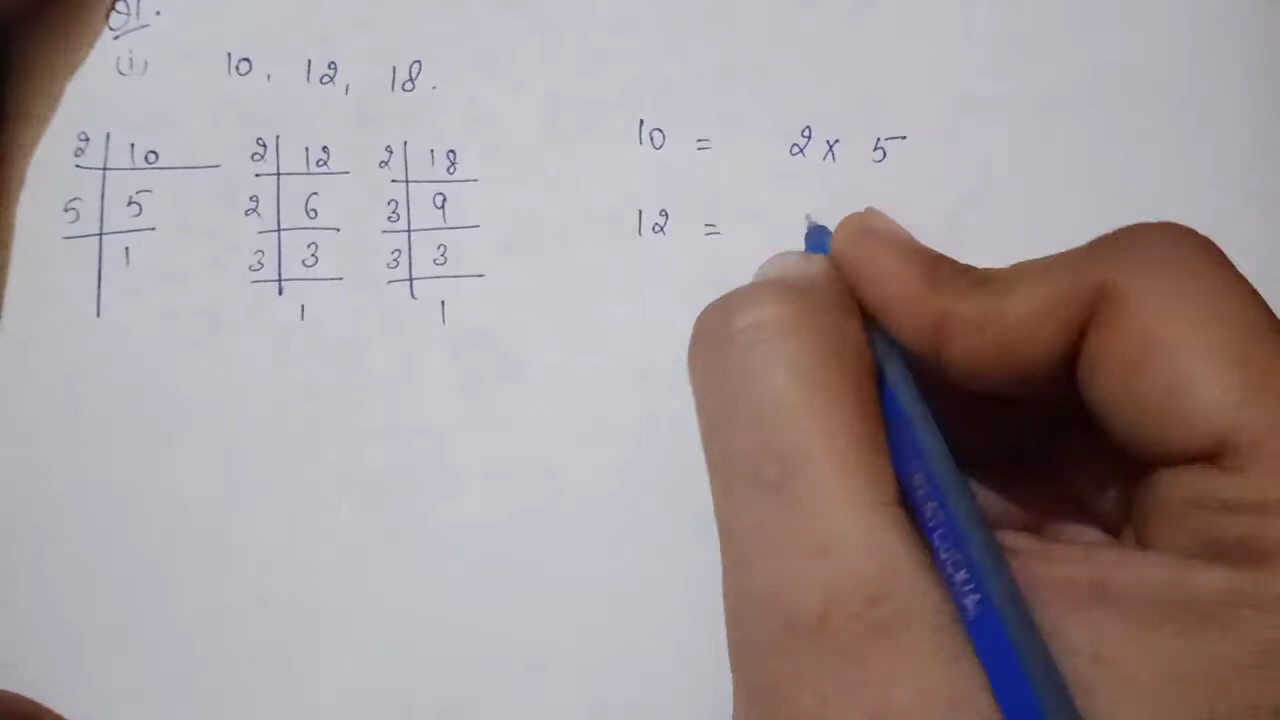 Q1.
(i) 10, 12, 18.
2 10 2 12 2 18
5 5 2 6 3 9
1 3 3 3 3
1 1
10 = 2 x 5
12 =